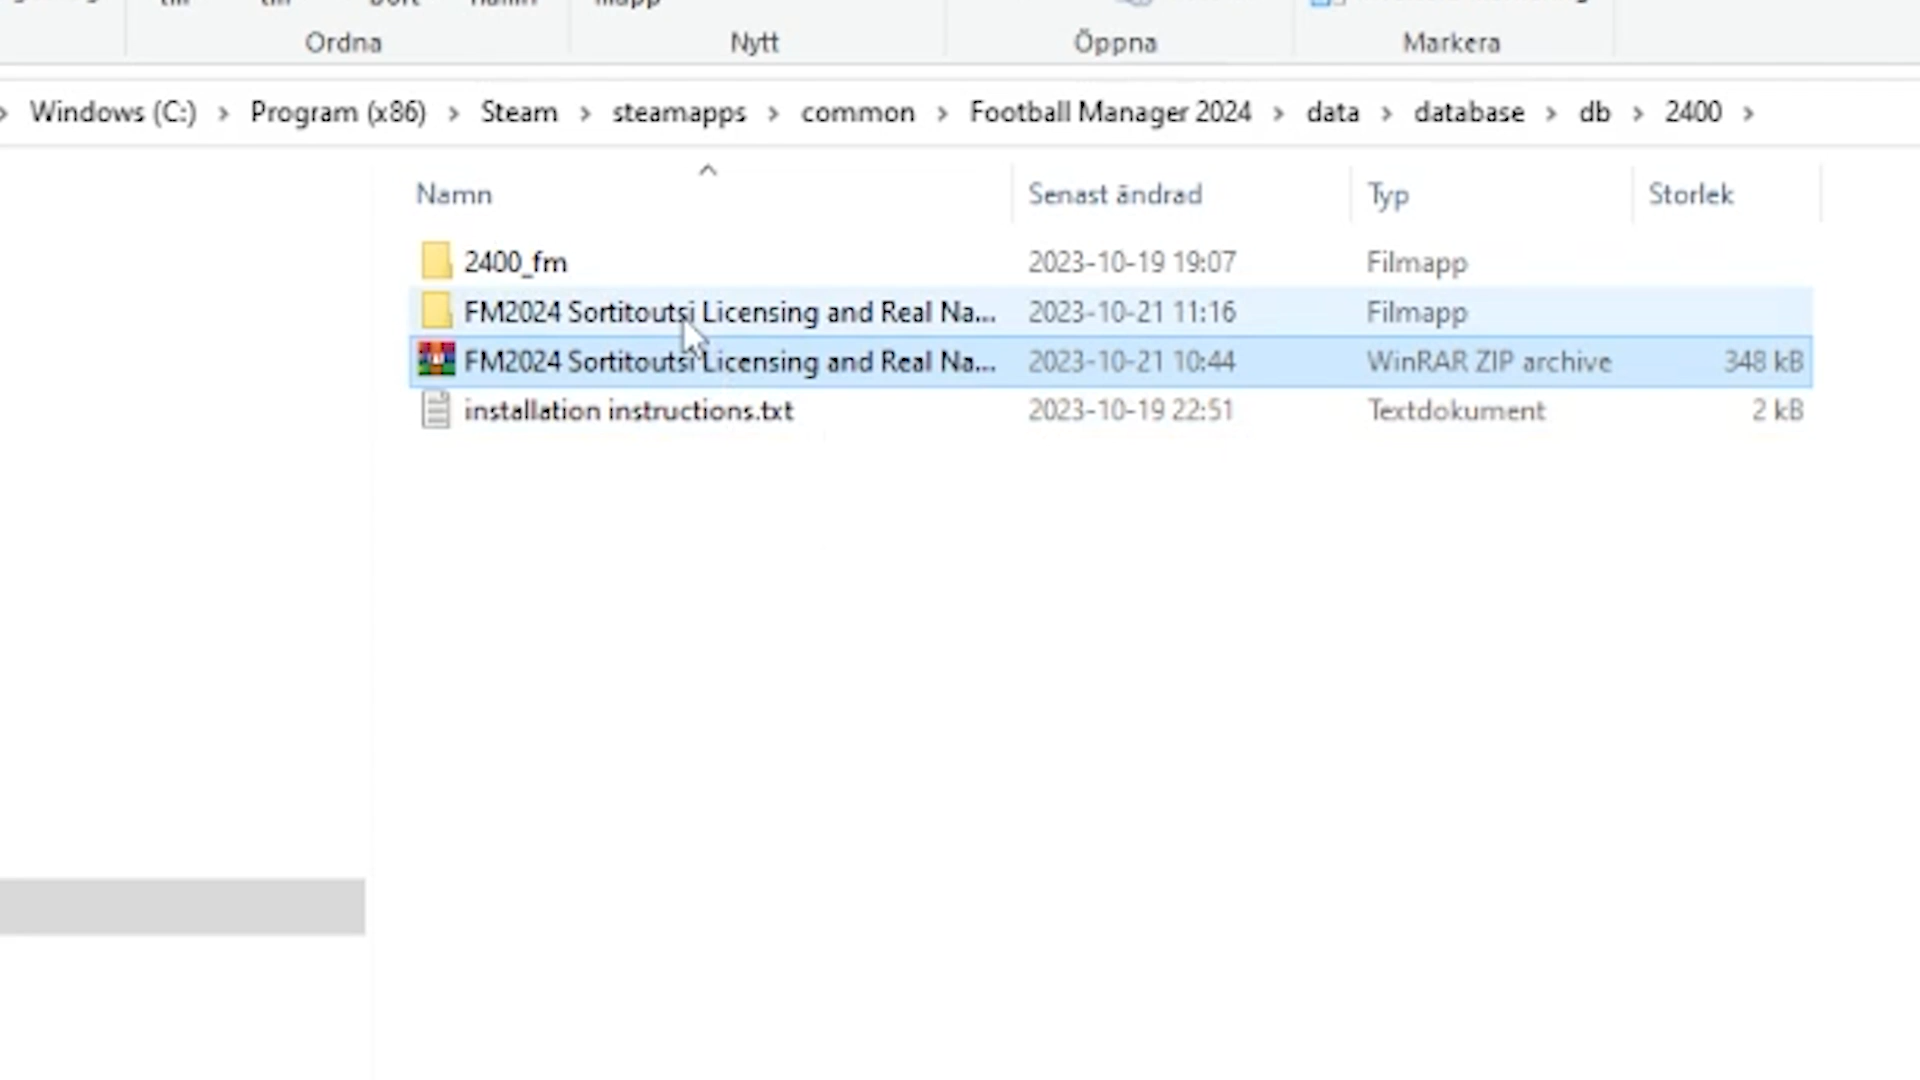 Ordna Nytt Öppna Markera
Windows (C:) Program (x86) Steam steamapps common Football Manager 2024 data database db 2400
Namn Senast ändrad Typ Storlek
2400_fm 2023-10-19 19:07 Filmapp
FM2024 Sortitoutsi Licensing and Real Na... 2023-10-21 11:16 Filmapp
FM2024 Sortitoutsi Licensing and Real Na... 2023-10-21 10:44 WinRAR ZIP archive 348 kB
installation instructions.txt 2023-10-19 22:51 Textdokument 2 kB